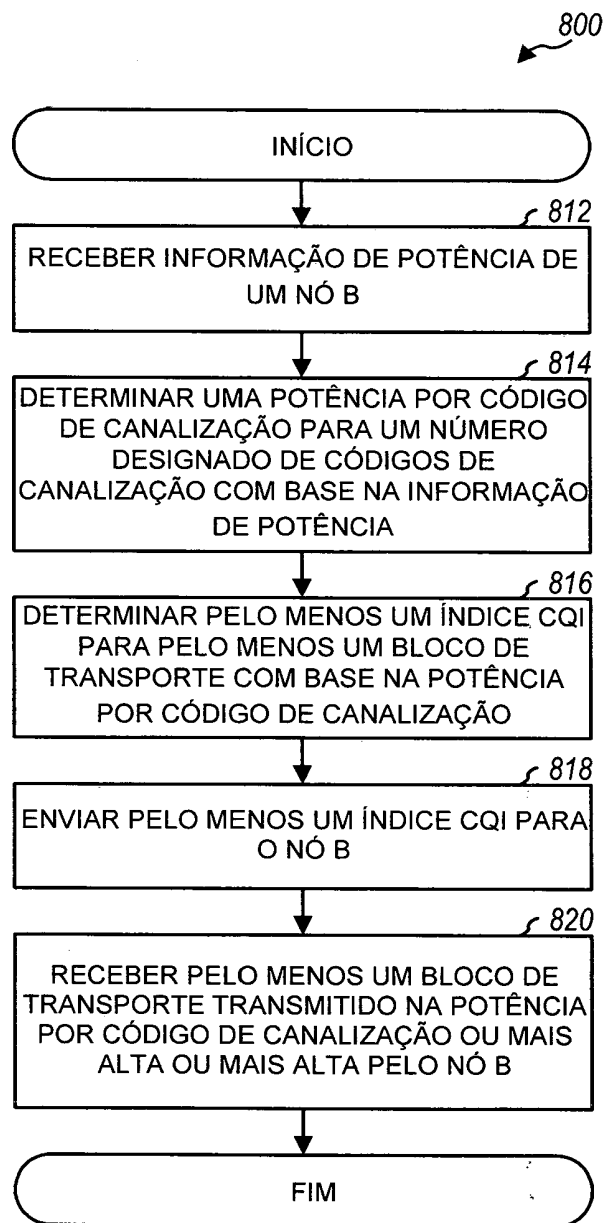 800
INÍCIO
812
RECEBER INFORMAÇÃO DE POTÊNCIA DE
UM NÓ B
814
DETERMINAR UMA POTÊNCIA POR CÓDIGO
DE CANALIZAÇÃO PARA UM NÚMERO
DESIGNADO DE CÓDIGOS DE
CANALIZAÇÃO COM BASE NA INFORMAÇÃO
DE POTÊNCIA
816
DETERMINAR PELO MENOS UM ÍNDICE CQI
PARA PELO MENOS UM BLOCO DE
TRANSPORTE COM BASE NA POTÊNCIA
POR CÓDIGO DE CANALIZAÇÃO
818
ENVIAR PELO MENOS UM ÍNDICE CQI PARA
O NÓ B
820
RECEBER PELO MENOS UM BLOCO DE
TRANSPORTE TRANSMITIDO NA POTÊNCIA
POR CÓDIGO DE CANALIZAÇÃO OU MAIS
ALTA OU MAIS ALTA PELO NÓ B
FIM